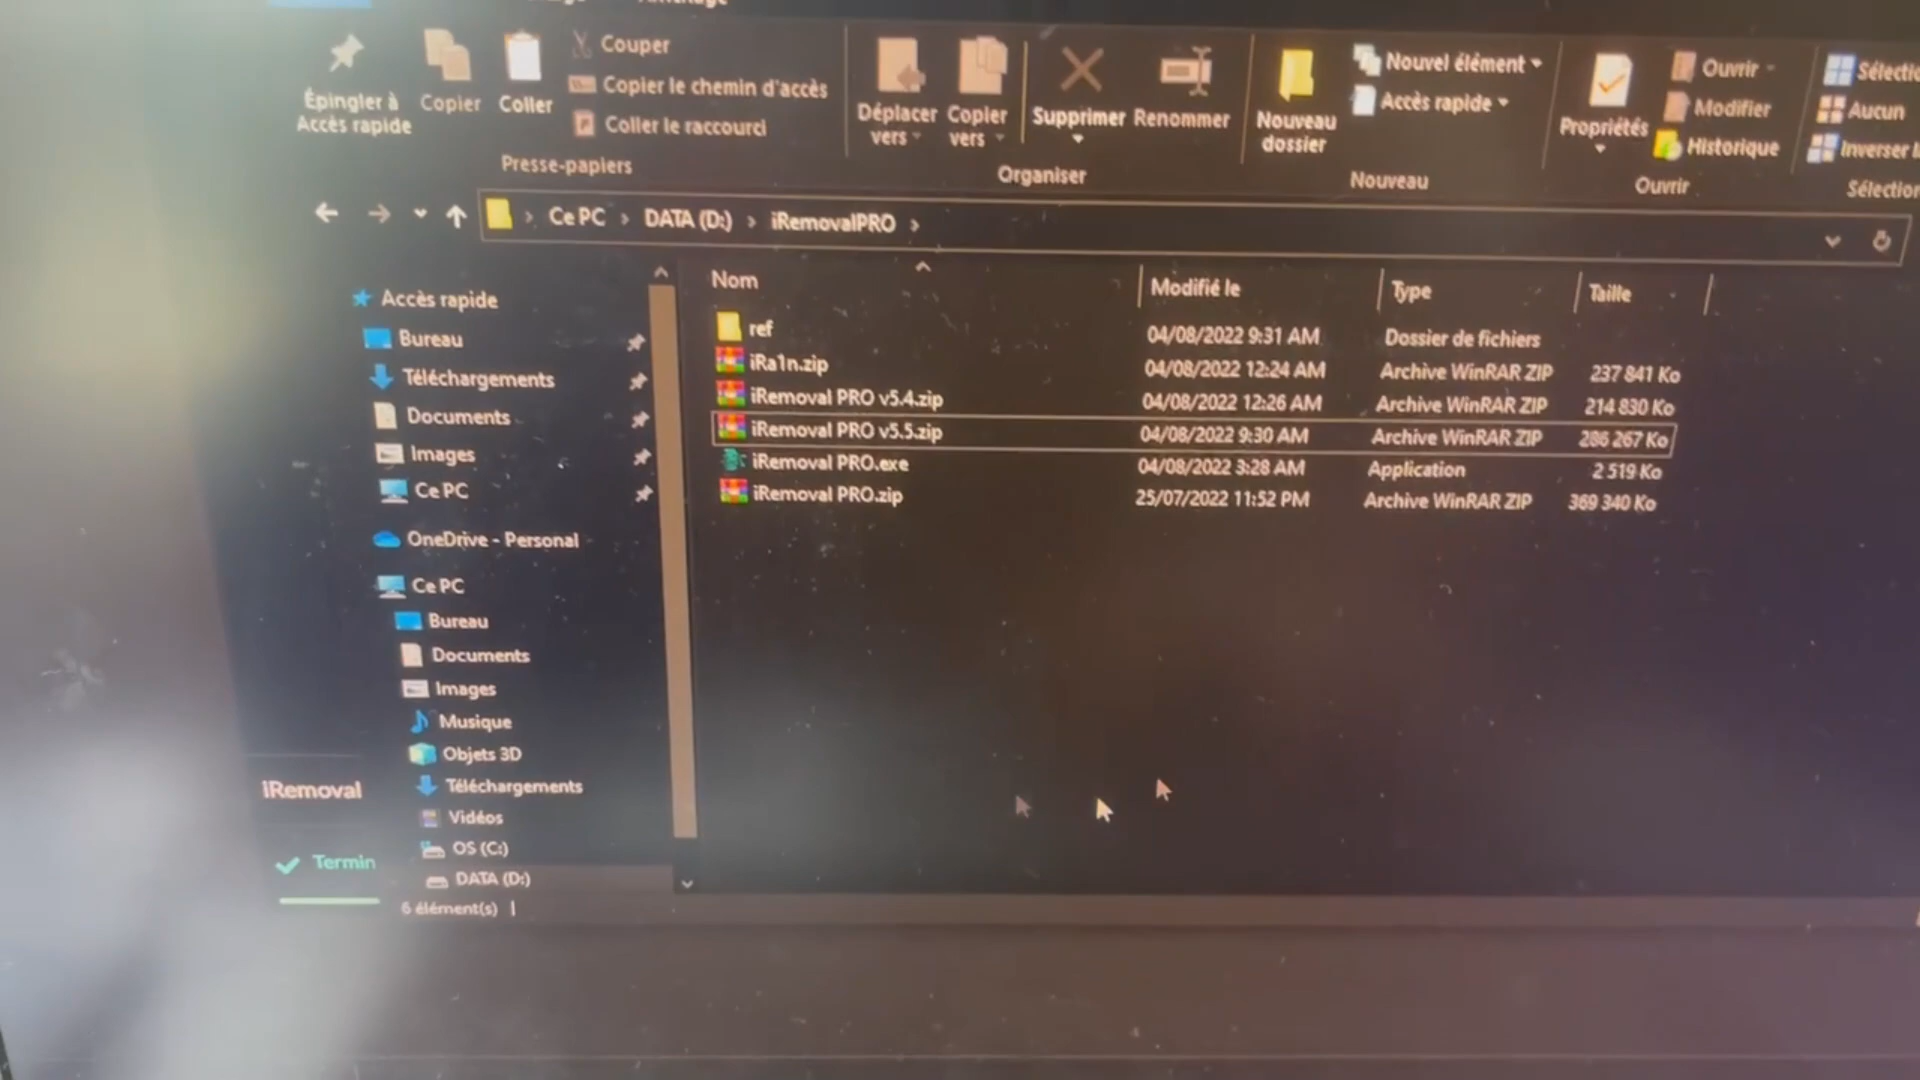 Couper
Copier le chemin d'accès
Coller le raccourci
Épingler à
Accès rapide
Copier
Coller
Presse-papiers
Déplacer
vers
Copier
vers
Supprimer
Renommer
Organiser
Nouveau
dossier
Nouvel élément
Accès rapide
Nouveau
Propriétés
Ouvrir
Modifier
Historique
Ouvrir
Sélectio
Aucun
Inverser l
Sélection
Ce PC > DATA (D:) > iRemovalPRO >
Nom Modifié le Type Taille
ref 04/08/2022 9:31 AM Dossier de fichiers
iRa1n.zip 04/08/2022 12:24 AM Archive WinRAR ZIP 237 841 Ko
iRemoval PRO v5.4.zip 04/08/2022 12:26 AM Archive WinRAR ZIP 214 830 Ko
iRemoval PRO v5.5.zip 04/08/2022 9:30 AM Archive WinRAR ZIP 286 267 Ko
iRemoval PRO.exe 04/08/2022 3:28 AM Application 2 519 Ko
iRemoval PRO.zip 25/07/2022 11:52 PM Archive WinRAR ZIP 369 340 Ko
Accès rapide
Bureau
Téléchargements
Documents
Images
Ce PC
OneDrive - Personal
Ce PC
Bureau
Documents
Images
Musique
Objets 3D
Téléchargements
Vidéos
OS (C:)
DATA (D:)
6 élément(s)
iRemoval
Termin